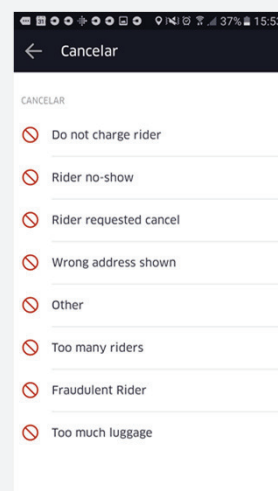 37% 15:53
Cancelar
CANCELAR
Do not charge rider
Rider no-show
Rider requested cancel
Wrong address shown
Other
Too many riders
Fraudulent Rider
Too much luggage